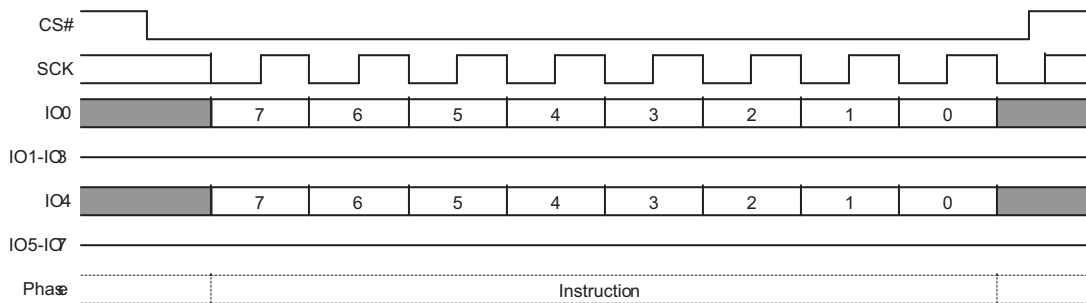 CS#
SCK
IO0 7 6 5 4 3 2 1 0
IO1-IO3
IO4 7 6 5 4 3 2 1 0
IO5-IO7
Phase Instruction